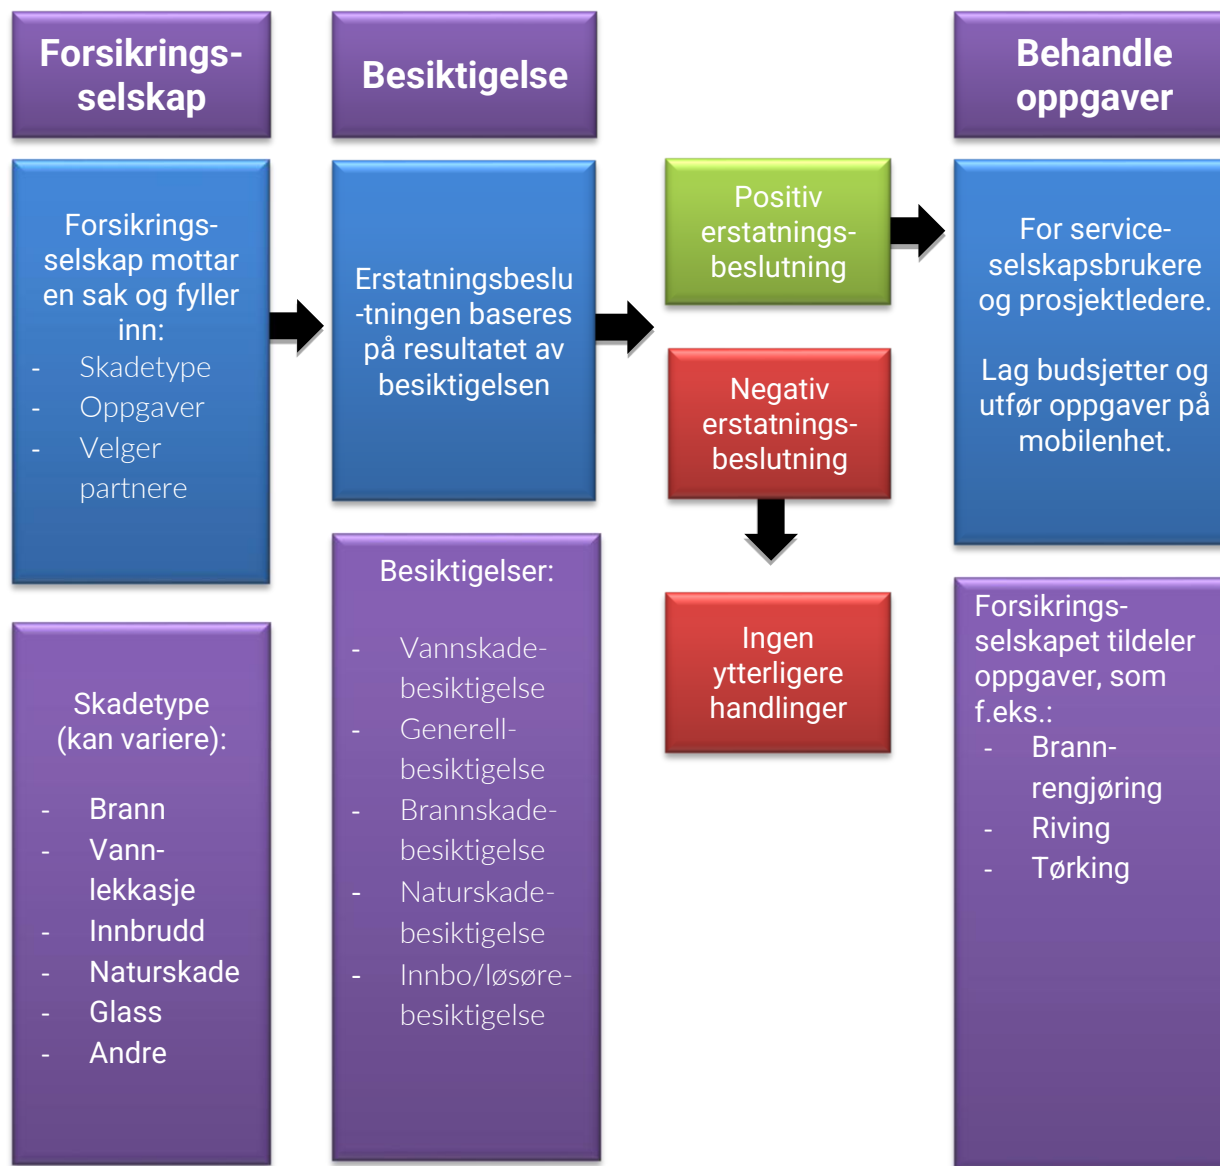 Forsikrings-
selskap
Forsikrings-
selskap mottar
en sak og fyller
inn:
- Skadetype
- Oppgaver
- Velger
partnere
Skadetype
(kan variere):
- Brann
- Vann-
lekkasje
- Innbrudd
- Naturskade
- Glass
- Andre
Besiktigelse
Erstatningsbeslu
-tningen baseres
på resultatet av
besiktigelsen
Besiktigelser:
- Vannskade-
besiktigelse
- Generell-
besiktigelse
- Brannskade-
besiktigelse
- Naturskade-
besiktigelse
- Innbo/løsøre-
besiktigelse
Positiv
erstatnings-
beslutning
Negativ
erstatnings-
beslutning
Ingen
ytterligere
handlinger
Behandle
oppgaver
For service-
selskapsbrukere
og prosjektledere.
Lag budsjetter og
utfør oppgaver på
mobilenhet.
Forsikrings-
selskapet tildeler
oppgaver, som
f.eks.:
- Brann-
rengjøring
- Riving
- Tørking